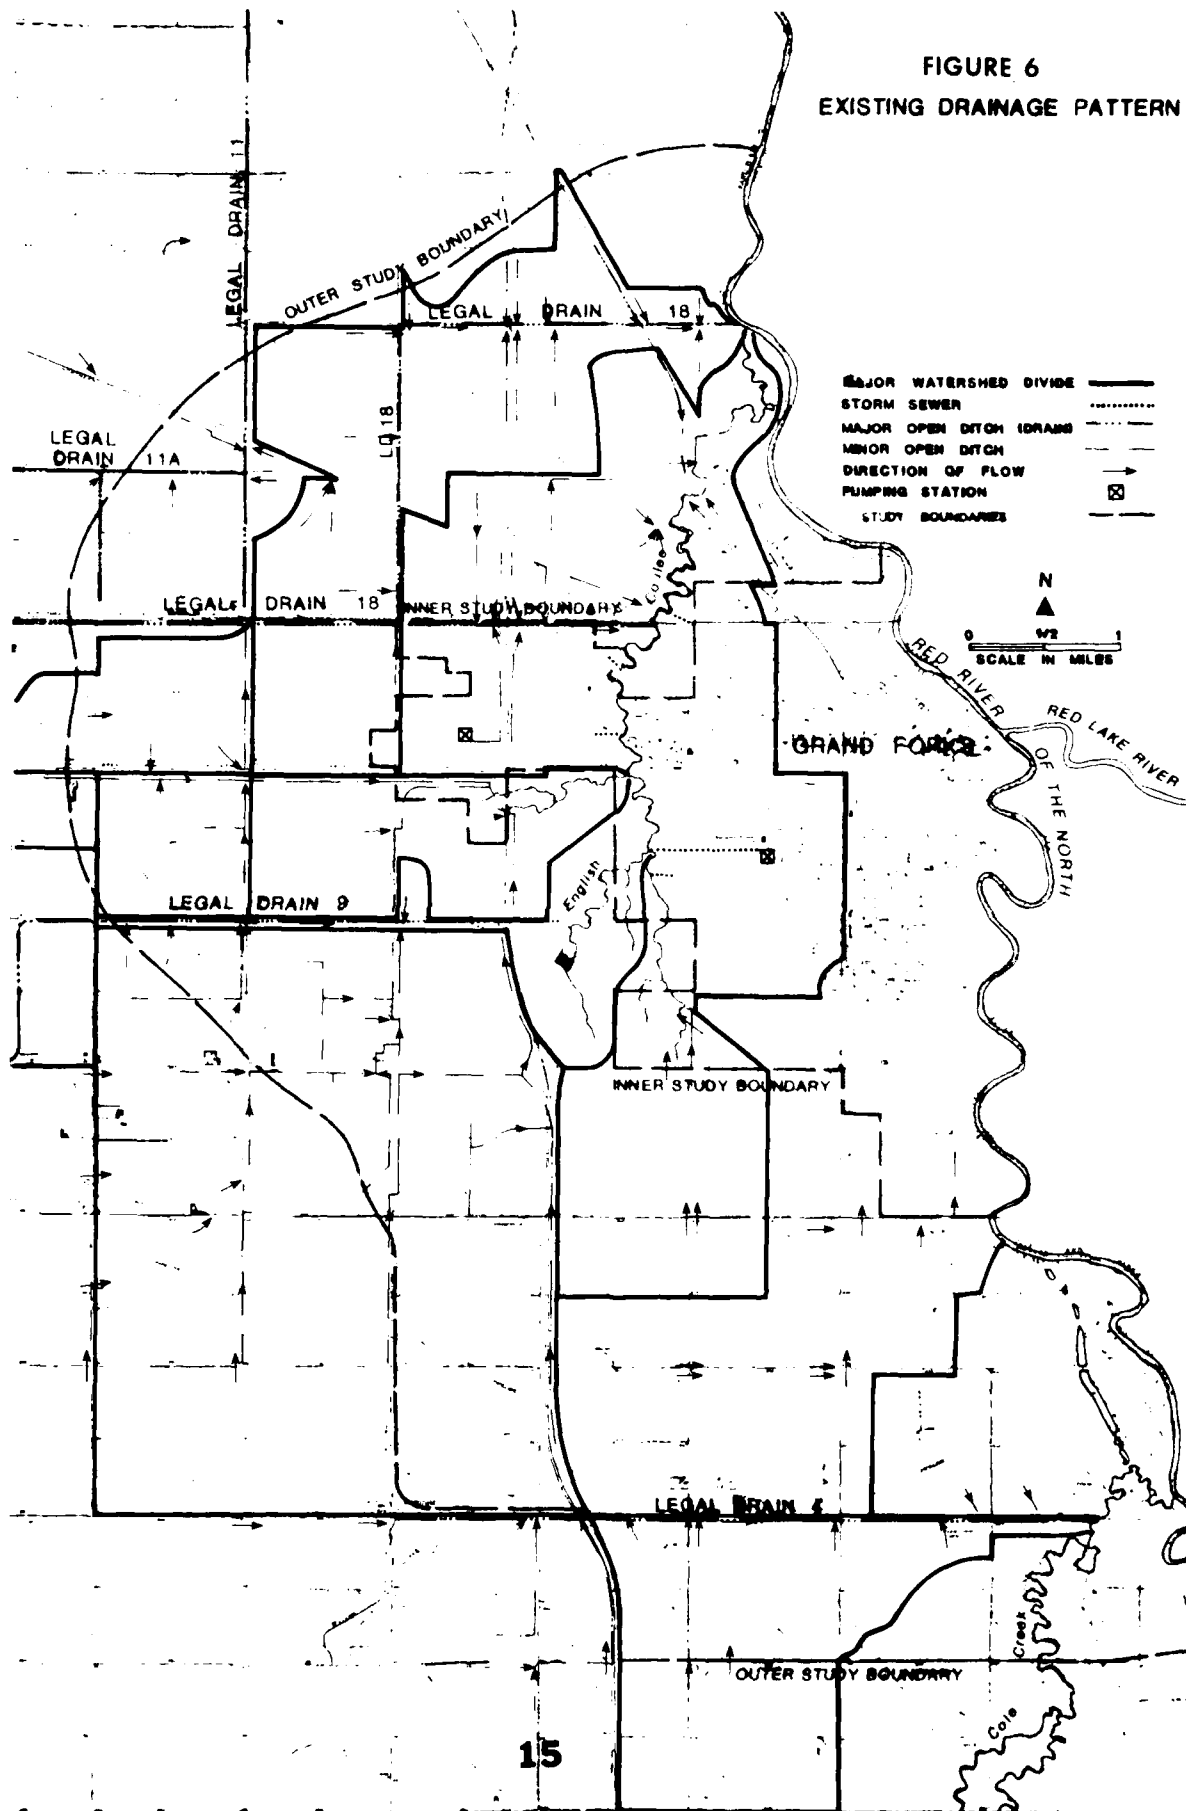 FIGURE 6
EXISTING DRAINAGE PATTERN
LEGAL DRAIN 11
OUTER STUDY BOUNDARY
LEGAL DRAIN 18
MAJOR WATERSHED DIVIDE
STORM SEWER
MAJOR OPEN DITCH (DRAIN)
MINOR OPEN DITCH
DIRECTION OF FLOW
PUMPING STATION
STUDY BOUNDARIES
LD 18
LEGAL
DRAIN 11A
N
0 1/2 1
SCALE IN MILES
Coulee
LEGAL DRAIN 18
INNER STUDY BOUNDARY
RED RIVER
OF THE NORTH
RED LAKE RIVER
GRAND FORKS
English
LEGAL DRAIN 9
INNER STUDY BOUNDARY
LEGAL DRAIN
Creek
OUTER STUDY BOUNDARY
Cole
15